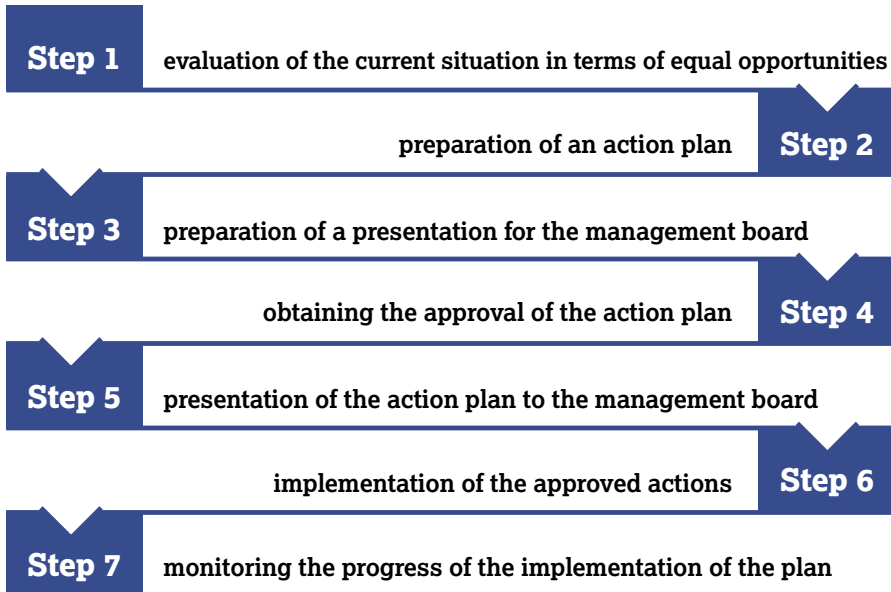 Step 1 evaluation of the current situation in terms of equal opportunities
preparation of an action plan Step 2
Step 3 preparation of a presentation for the management board
obtaining the approval of the action plan Step 4
Step 5 presentation of the action plan to the management board
implementation of the approved actions Step 6
Step 7 monitoring the progress of the implementation of the plan